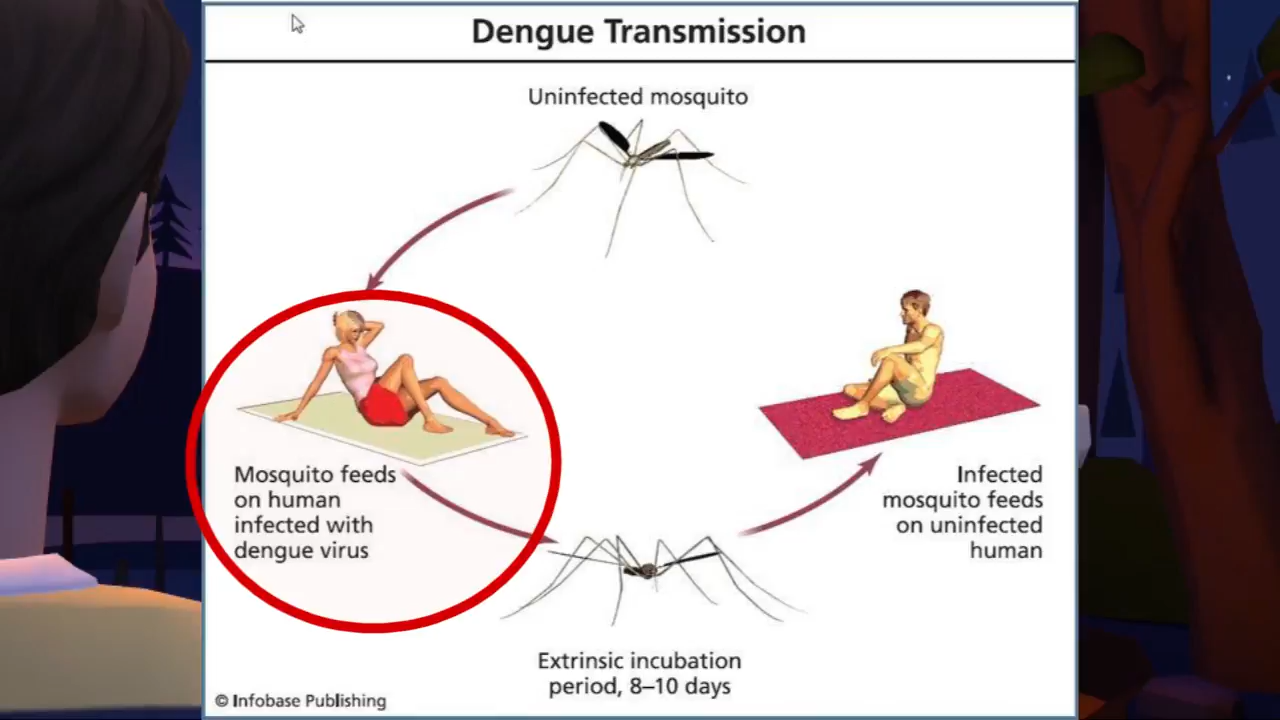 Dengue Transmission
Uninfected mosquito
Mosquito feeds
on human
infected with
dengue virus
Infected
mosquito feeds
on uninfected
human
Extrinsic incubation
period, 8–10 days
© Infobase Publishing